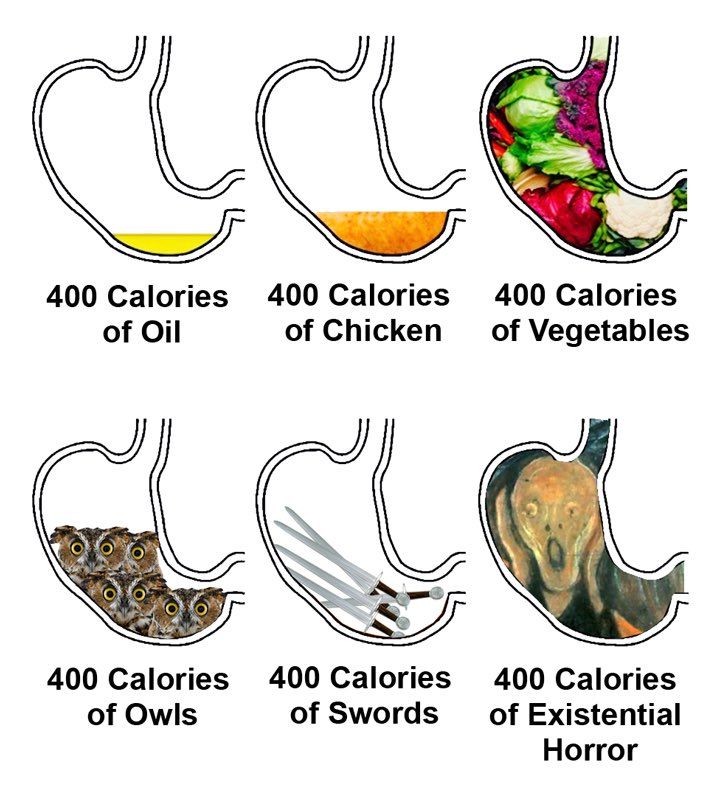 400 Calories
of Oil
400 Calories
of Chicken
400 Calories
of Vegetables
400 Calories
of Owls
400 Calories
of Swords
400 Calories
of Existential
Horror